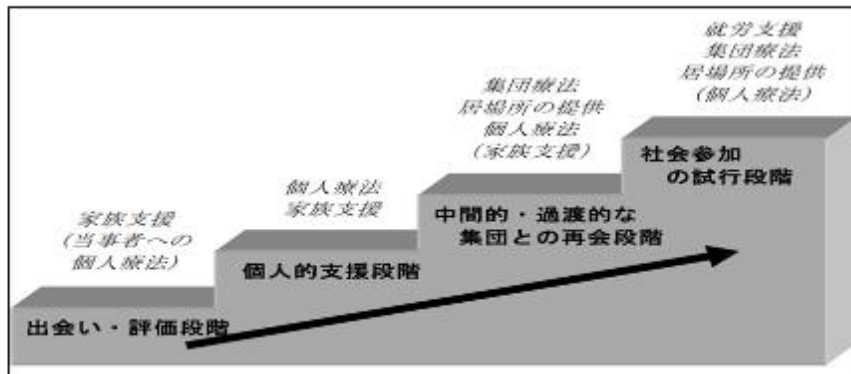 家族支援
(当事者への
個人療法)
出会い・評価段階
個人療法
家族支援
個人的支援段階
集団療法
居場所の提供
個人療法
(家族支援)
中間的・過渡的な
集団との再会段階
就労支援
集団療法
居場所の提供
(個人療法)
社会参加
の試行段階